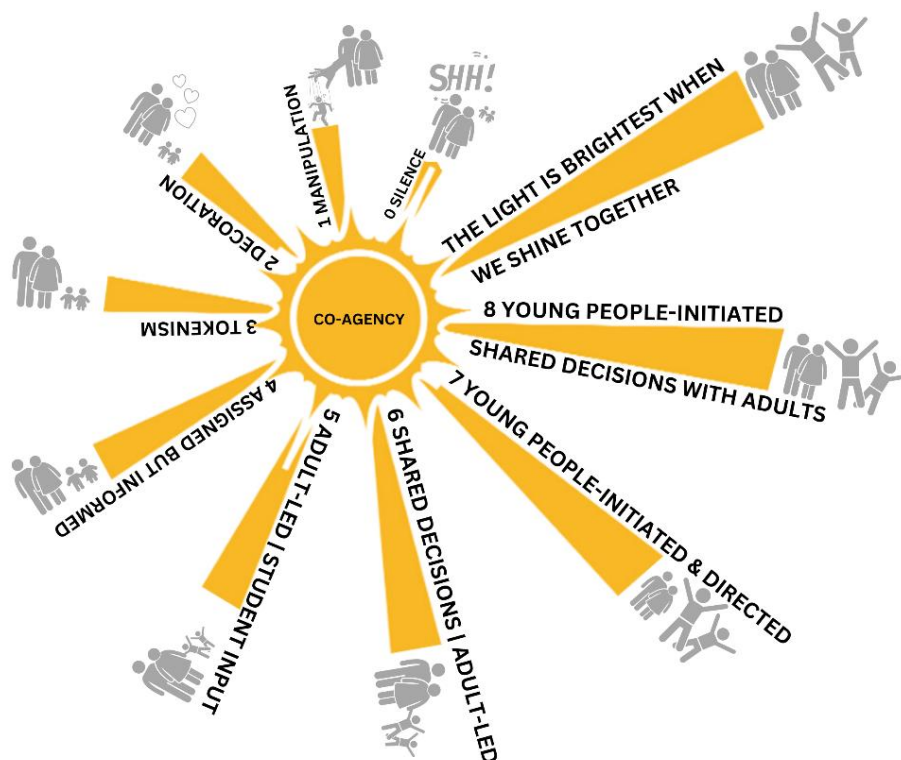 SHH!
CO-AGENCY
0 SILENCE
1 MANIPULATION
2 DECORATION
3 TOKENISM
4 ASSIGNED BUT INFORMED
5 ADULT-LED | STUDENT INPUT
6 SHARED DECISIONS | ADULT-LED
7 YOUNG PEOPLE-INITIATED & DIRECTED
8 YOUNG PEOPLE-INITIATED
SHARED DECISIONS WITH ADULTS
THE LIGHT IS BRIGHTEST WHEN
WE SHINE TOGETHER